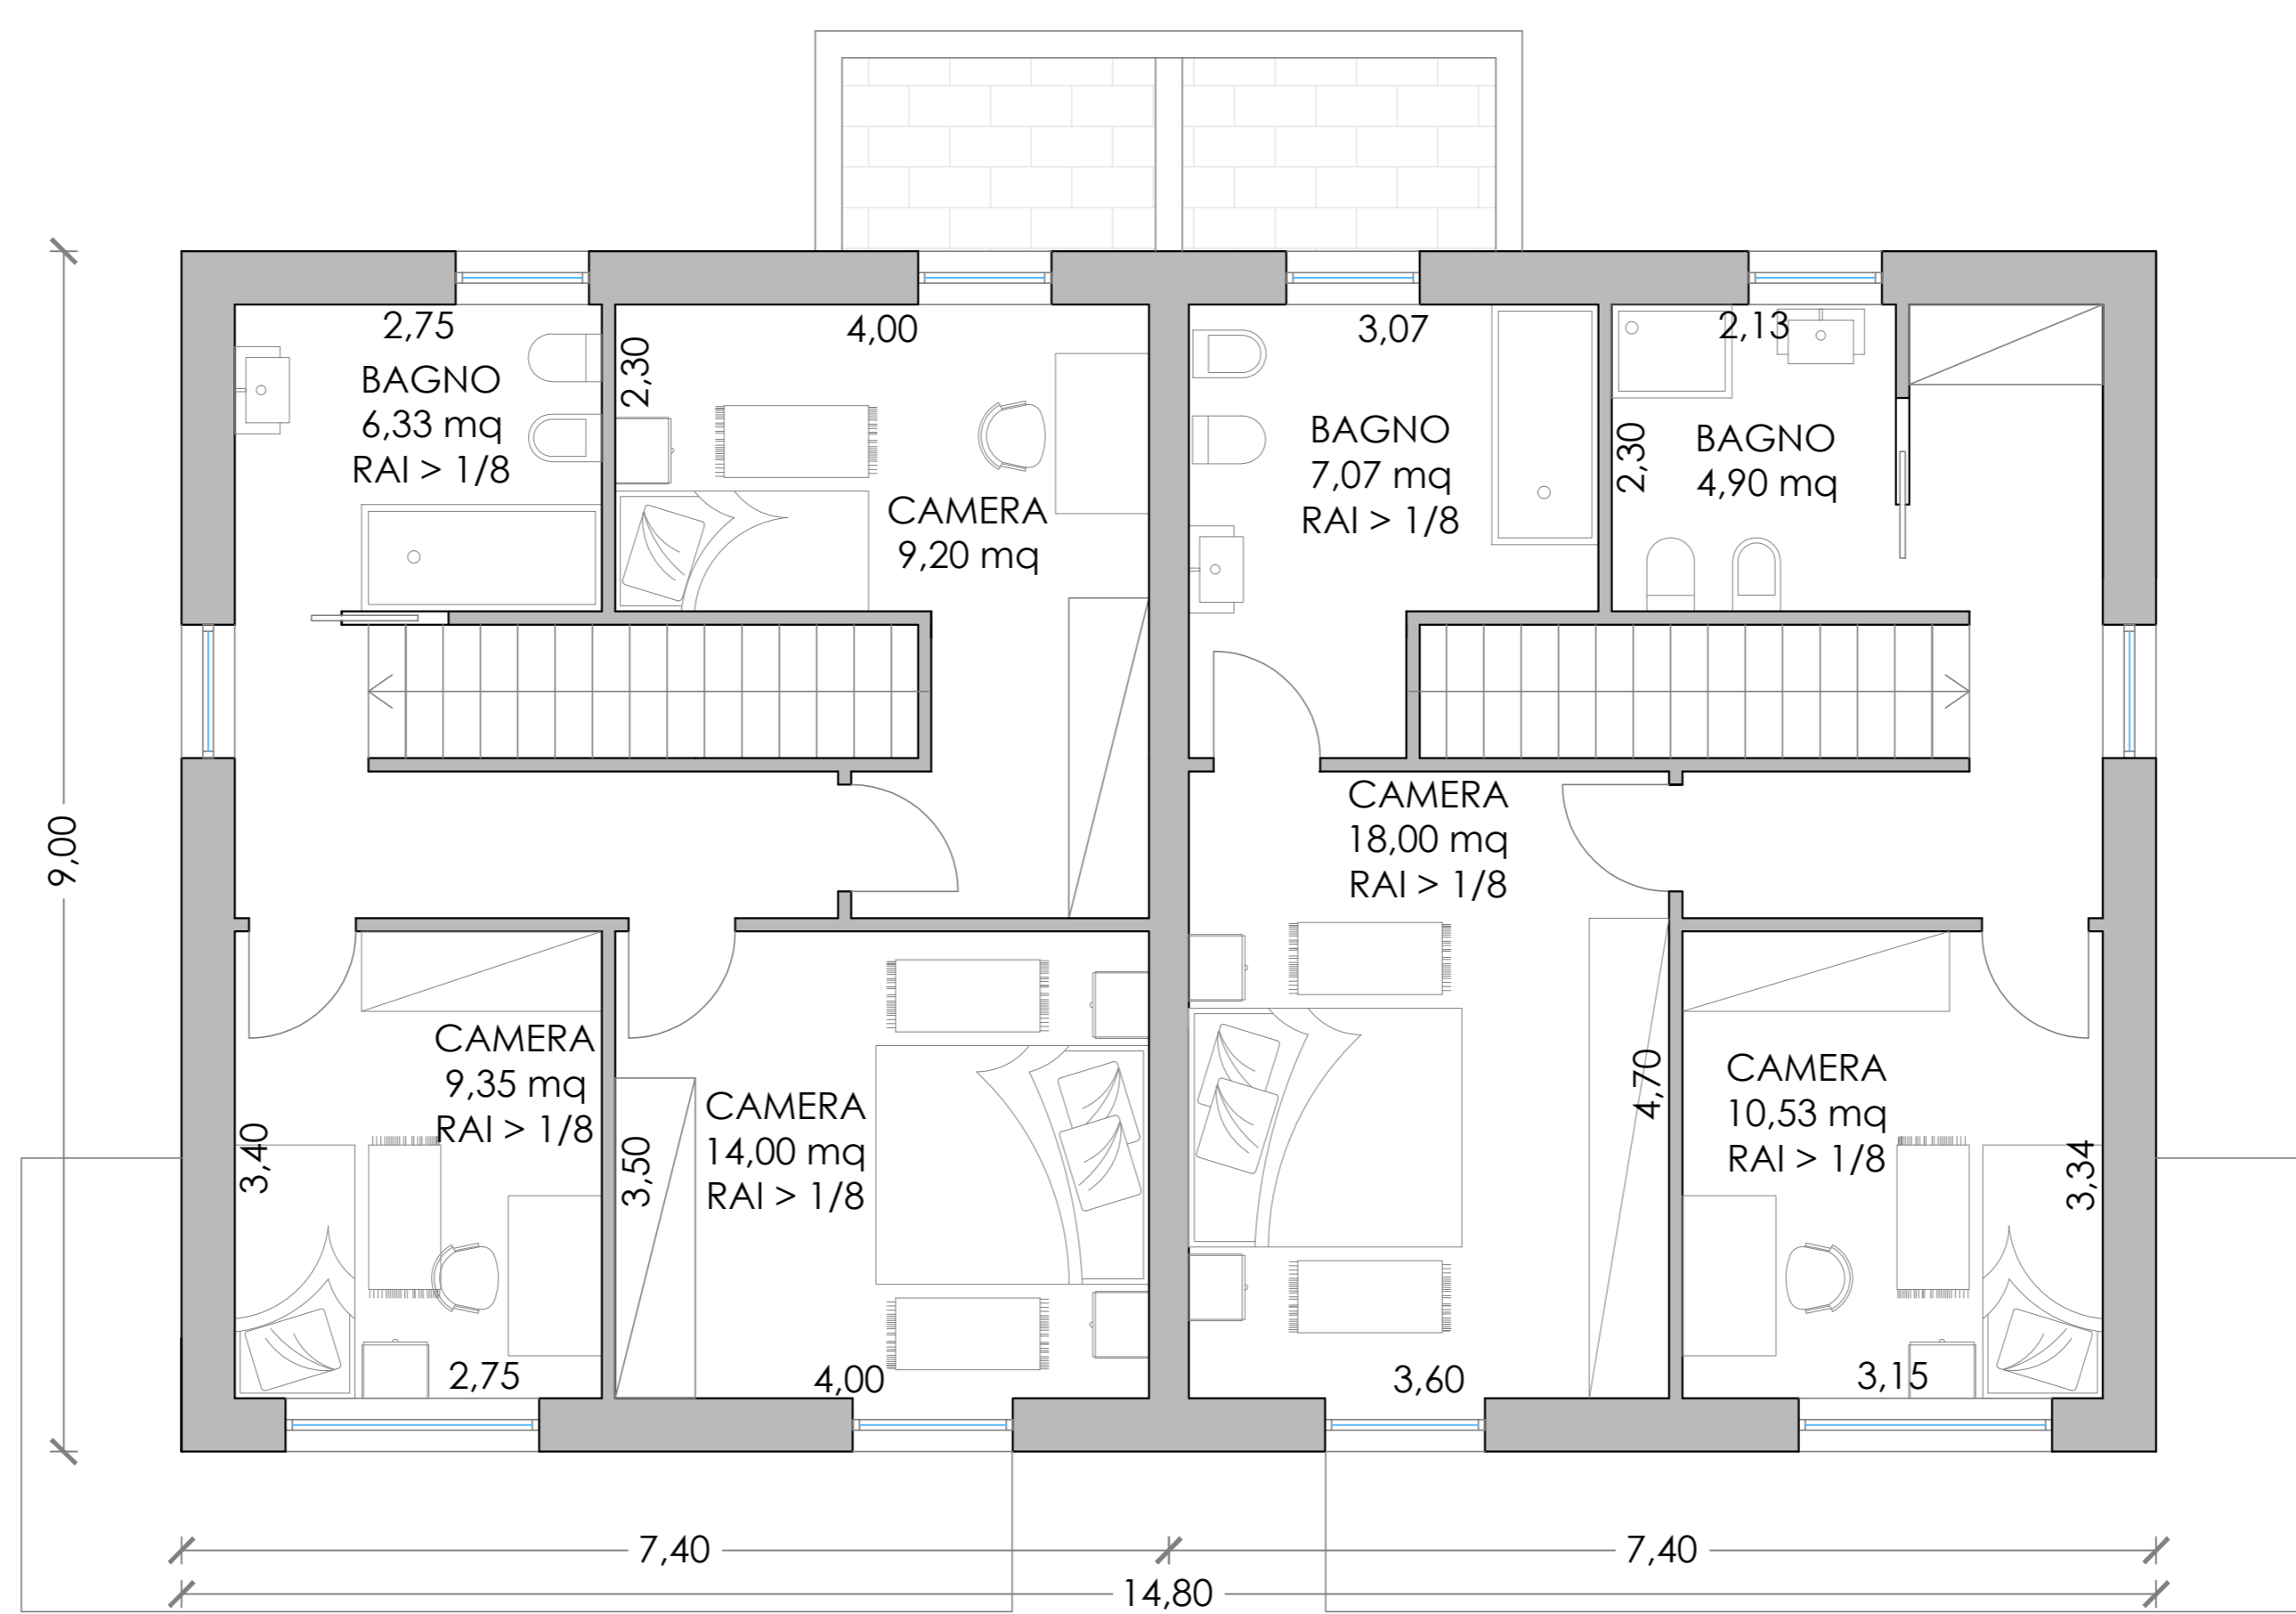 2,75
BAGNO
6,33 mq
RAI > 1/8
2,30
4,00
CAMERA
9,20 mq
3,07
BAGNO
7,07 mq
RAI > 1/8
2,13
2,30
BAGNO
4,90 mq
9,00
CAMERA
18,00 mq
RAI > 1/8
CAMERA
9,35 mq
RAI > 1/8
3,40
2,75
3,50
CAMERA
14,00 mq
RAI > 1/8
4,00
4,70
3,60
CAMERA
10,53 mq
RAI > 1/8
3,34
3,15
7,40
7,40
14,80